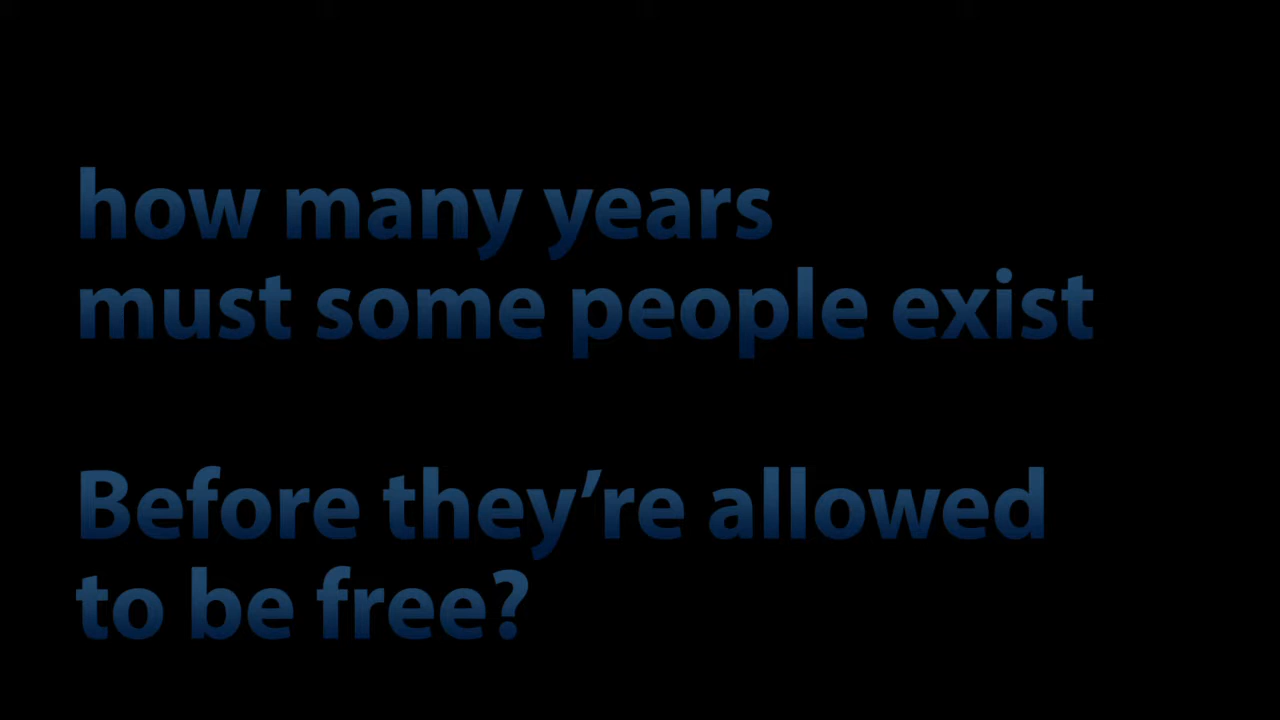 how many years
must some people exist
Before they’re allowed
to be free?